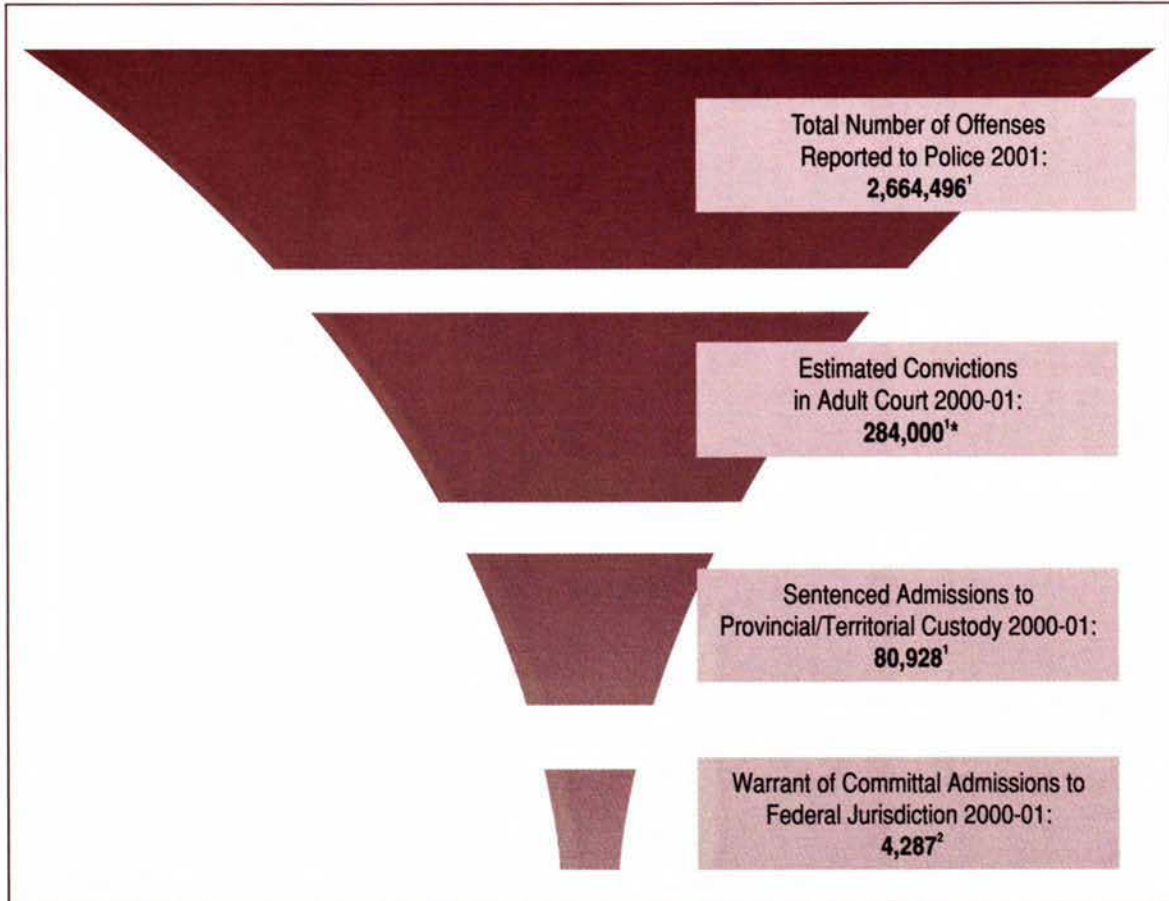 Total Number of Offenses
Reported to Police 2001:
2,664,496¹
Estimated Convictions
in Adult Court 2000-01:
284,000¹*
Sentenced Admissions to
Provincial/Territorial Custody 2000-01:
80,928¹
Warrant of Committal Admissions to
Federal Jurisdiction 2000-01:
4,287²